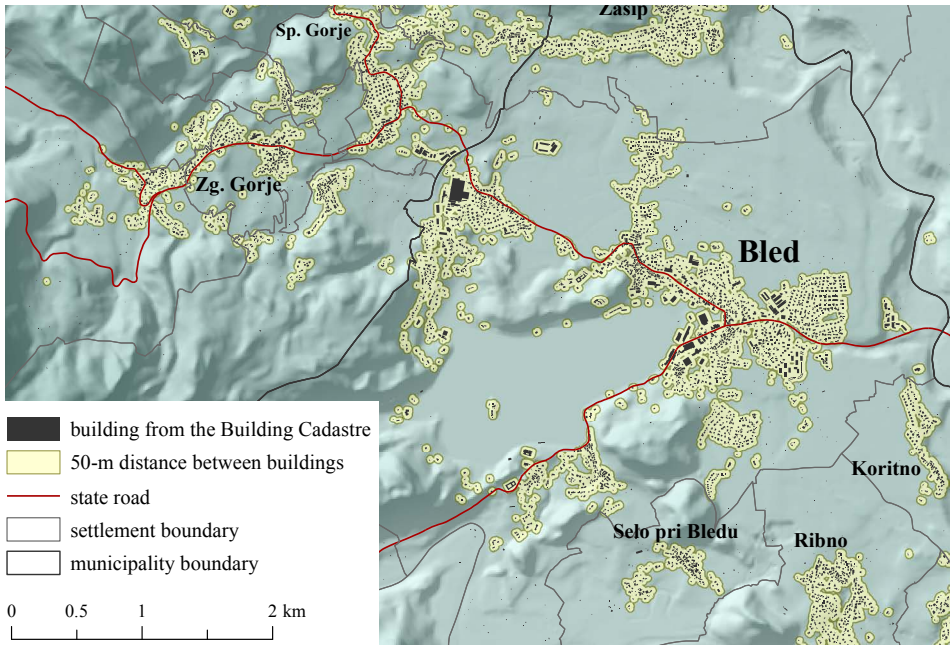 Zasip
Sp. Gorje
Zg. Gorje
Bled
Koritno
Selo pri Bledu
Ribno
building from the Building Cadastre
50-m distance between buildings
state road
settlement boundary
municipality boundary
0 0.5 1 2 km